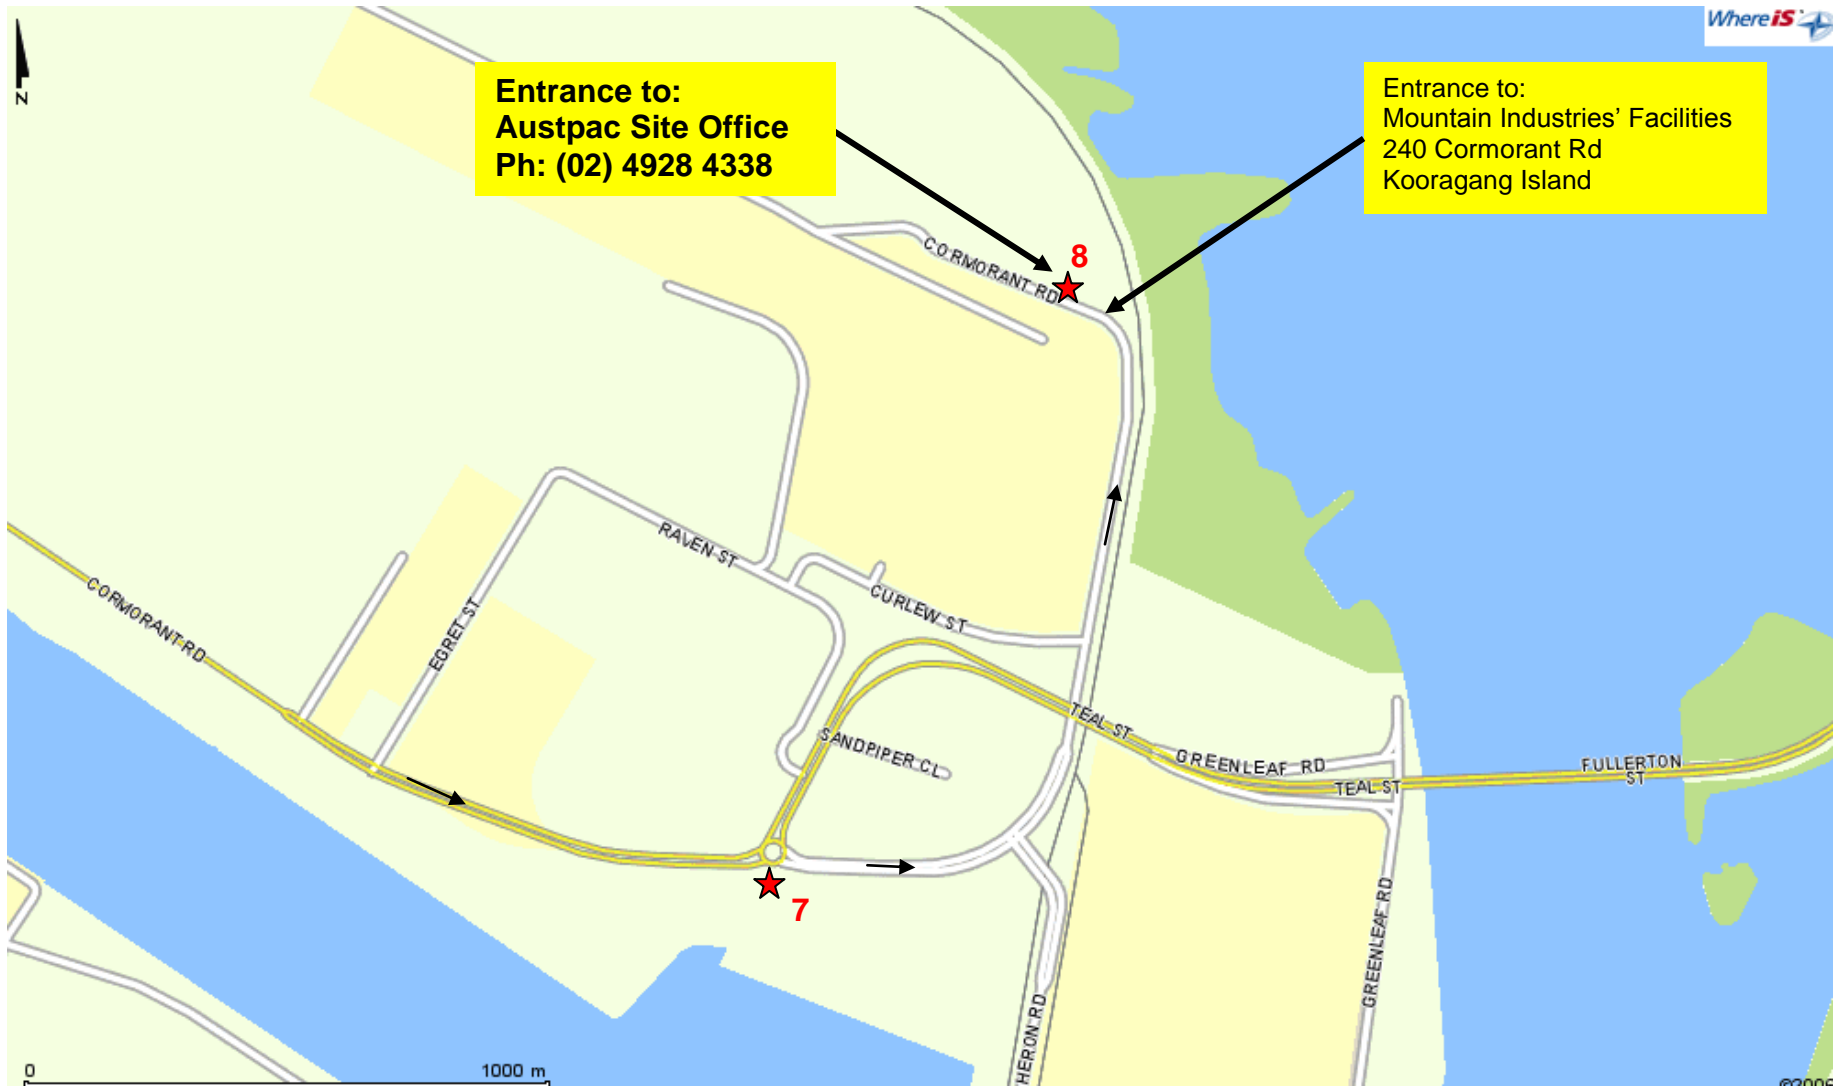 Where iS
N
Entrance to:
Austpac Site Office
Ph: (02) 4928 4338
Entrance to:
Mountain Industries’ Facilities
240 Cormorant Rd
Kooragang Island
8
CORMORANT RD
RAVEN ST
CURLEW ST
EGRET ST
CORMORANT RD
TEAL ST
SANDPIPER CL
GREENLEAF RD
FULLERTON
ST
TEAL ST
7
GREENLEAF RD
HERON RD
0
1000 m